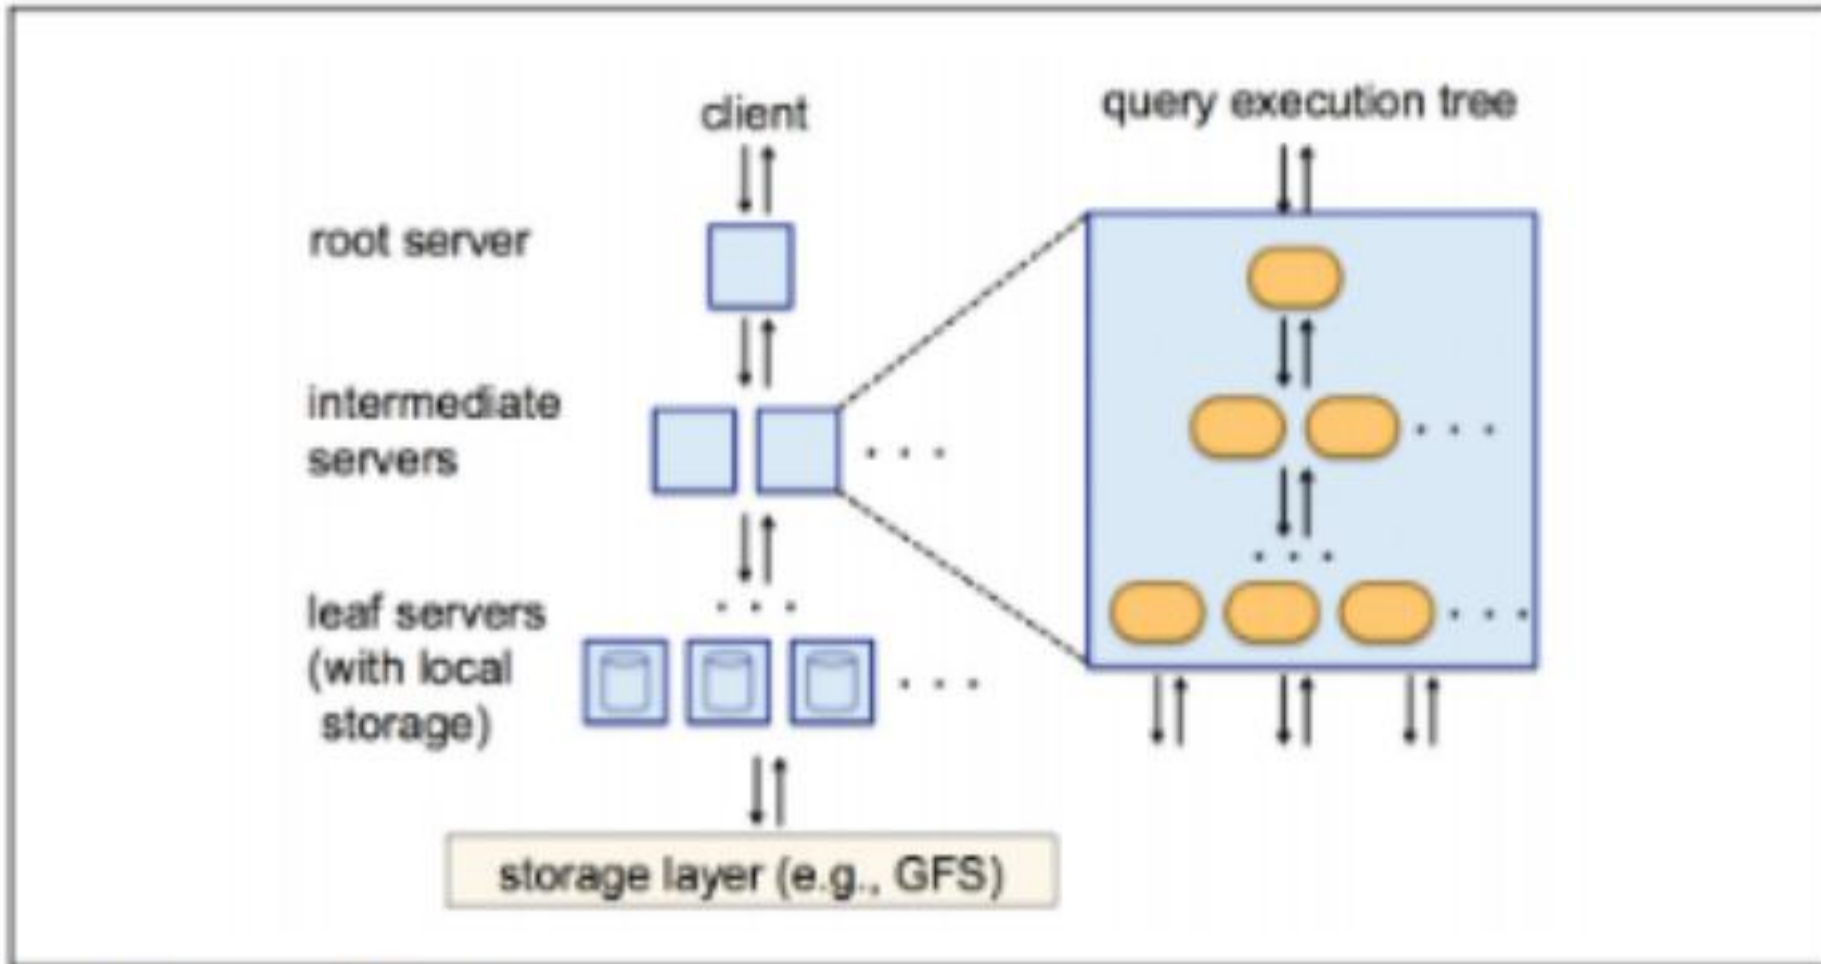 client
query execution tree
root server
intermediate
servers
leaf servers
(with local
storage)
storage layer (e.g., GFS)